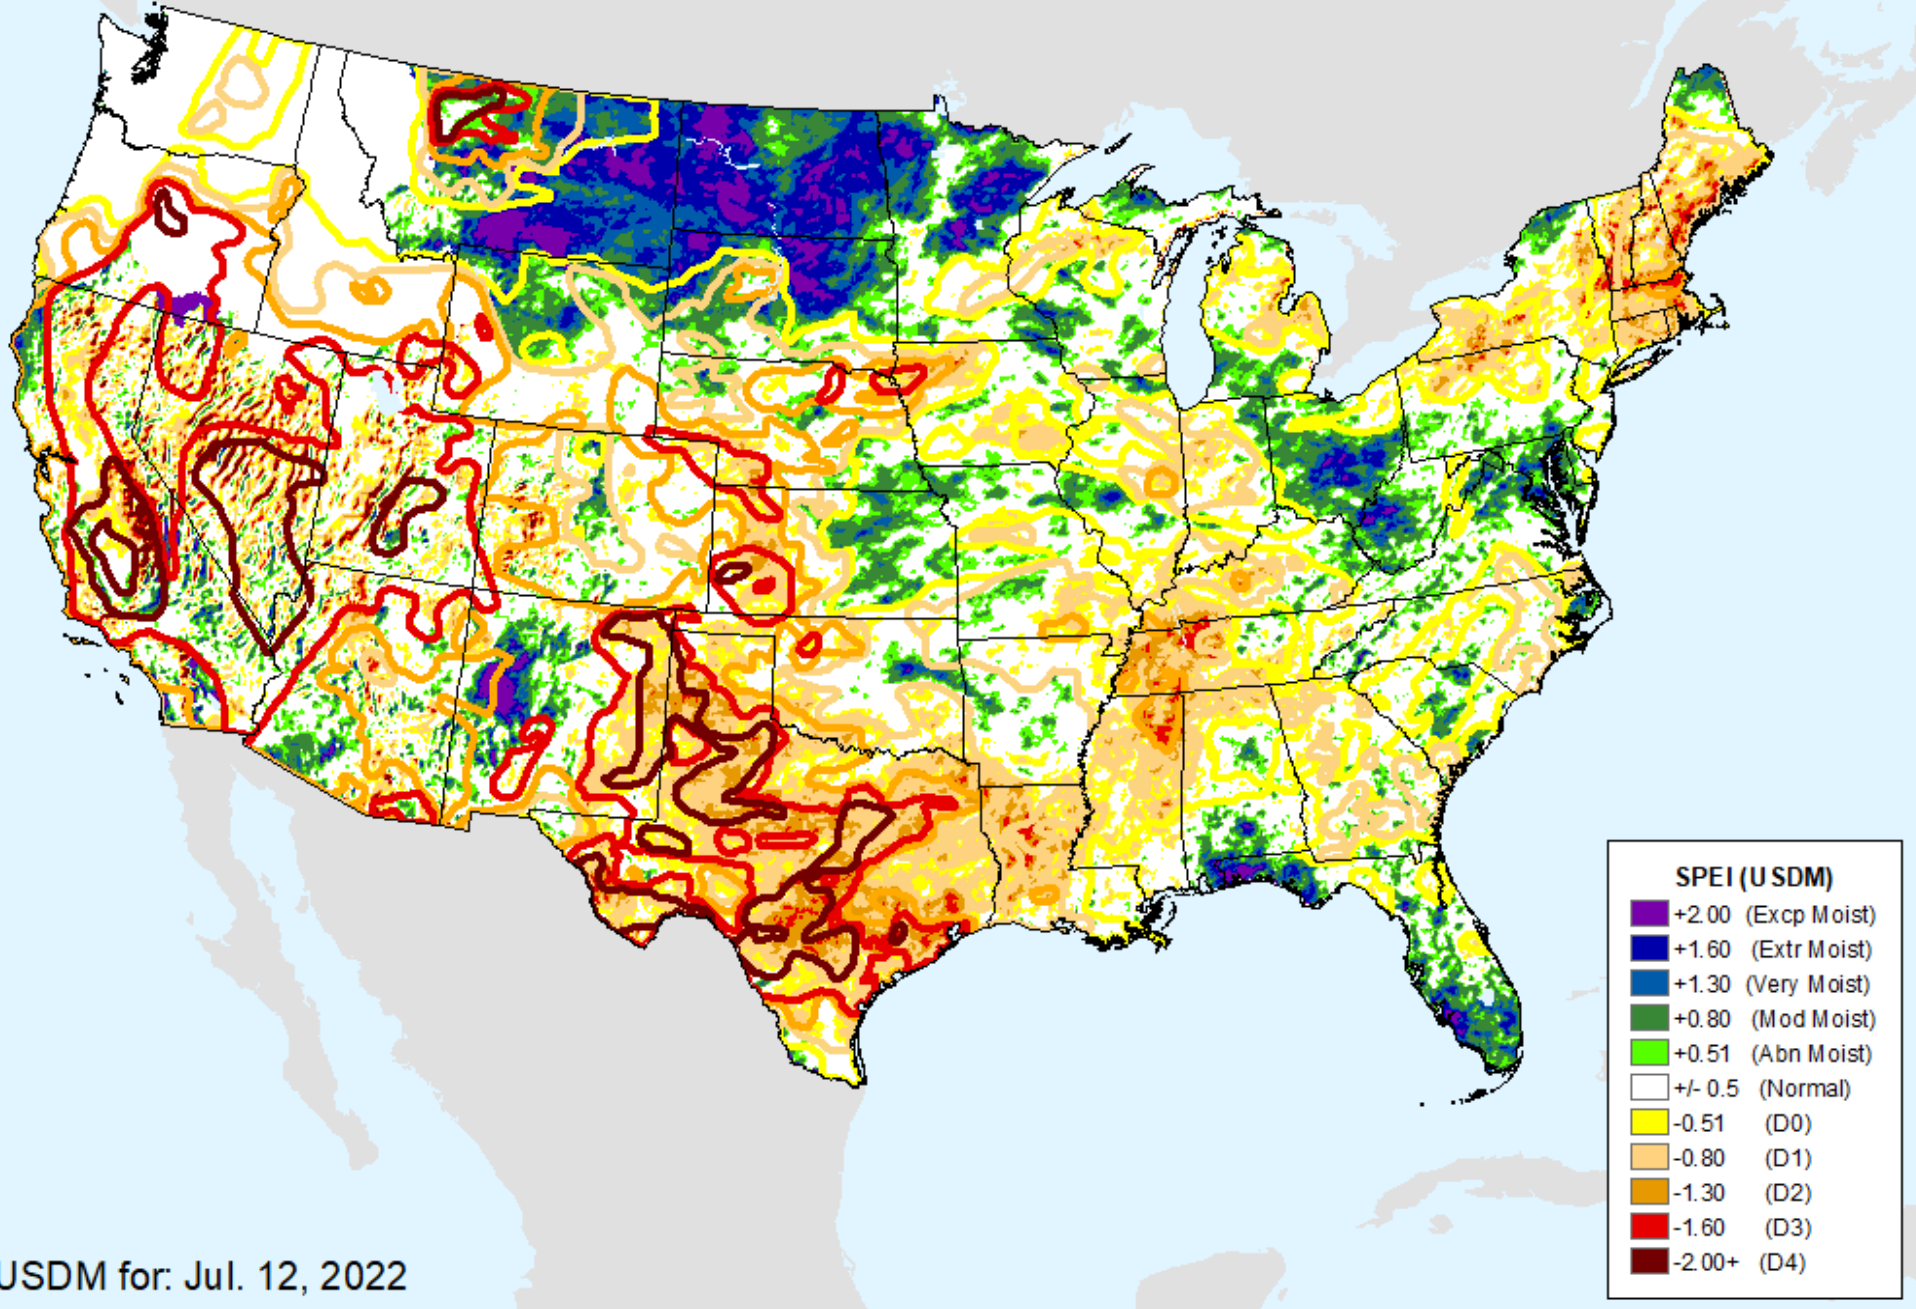 SPEI (USDM)
+2.00 (Excp Moist)
+1.60 (Extr Moist)
+1.30 (Very Moist)
+0.80 (Mod Moist)
+0.51 (Abn Moist)
+/- 0.5 (Normal)
-0.51 (D0)
-0.80 (D1)
-1.30 (D2)
-1.60 (D3)
-2.00+ (D4)
USDM for: Jul. 12, 2022